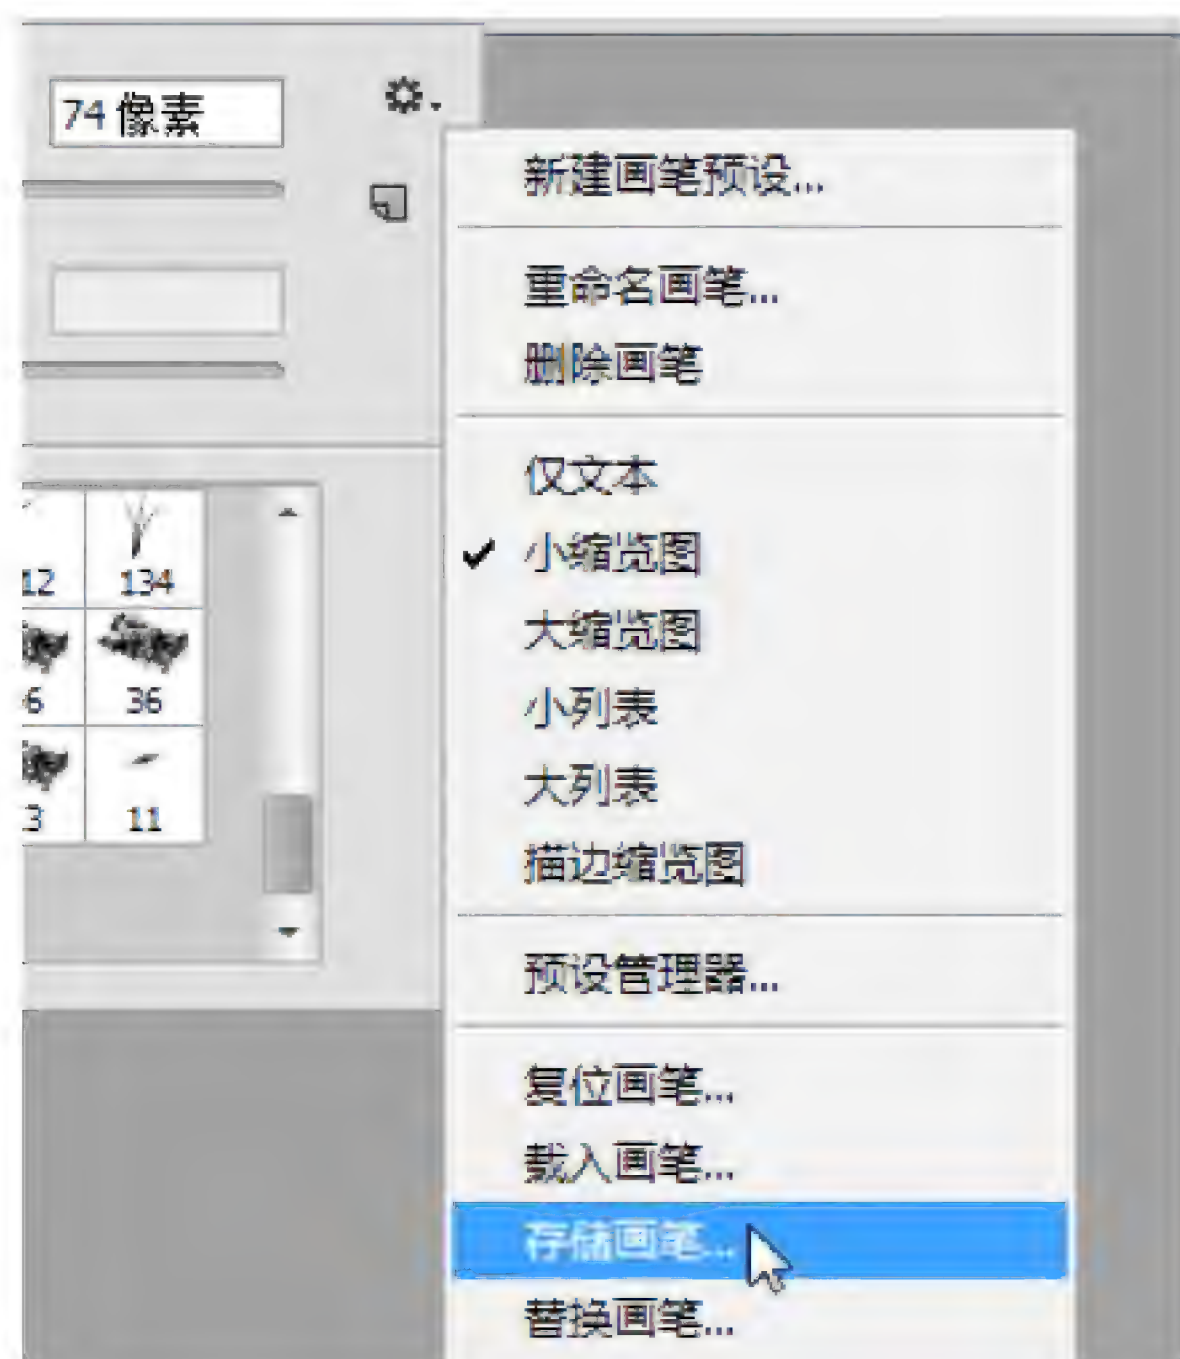 74 像素
新建画笔预设...
重命名画笔...
删除画笔
仅文本
小缩览图
大缩览图
小列表
大列表
描边缩览图
预设管理器...
复位画笔...
载入画笔...
存储画笔...
替换画笔...
12 134
6 36
3 11